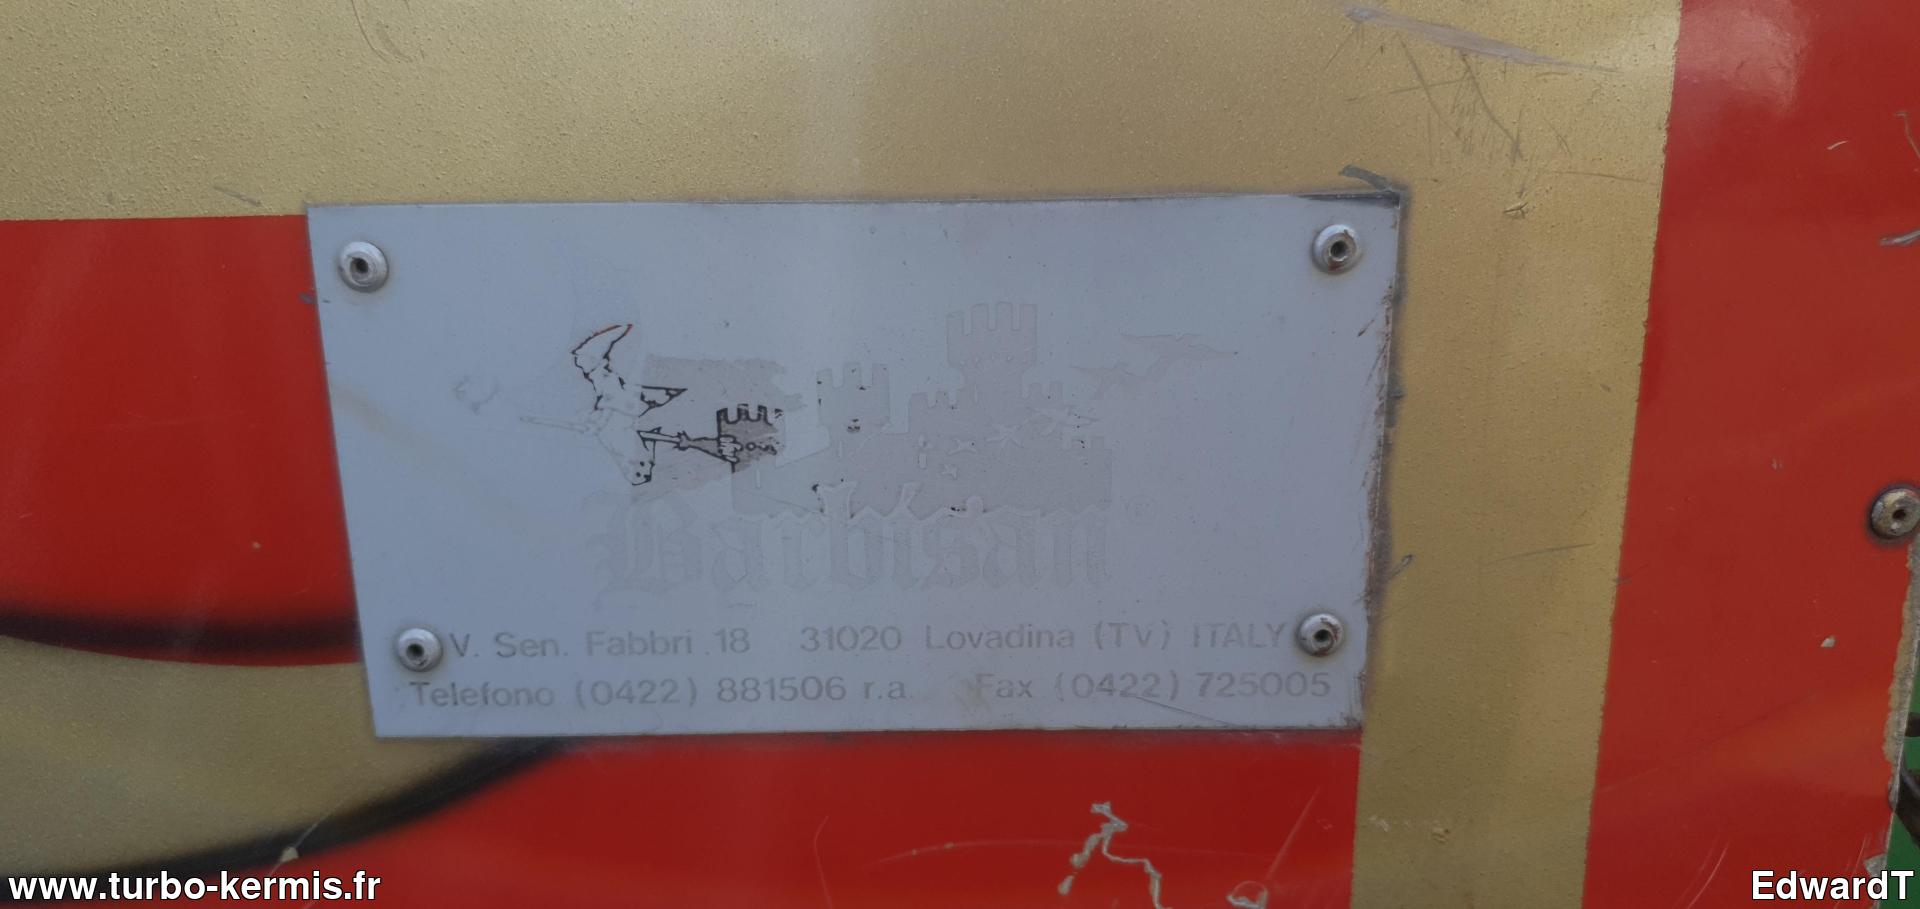 Barbisan ®
V. Sen. Fabbri 18 31020 Lovadina (TV) ITALY
Telefono (0422) 881506 r.a. Fax (0422) 725005
www.turbo-kermis.fr
EdwardT